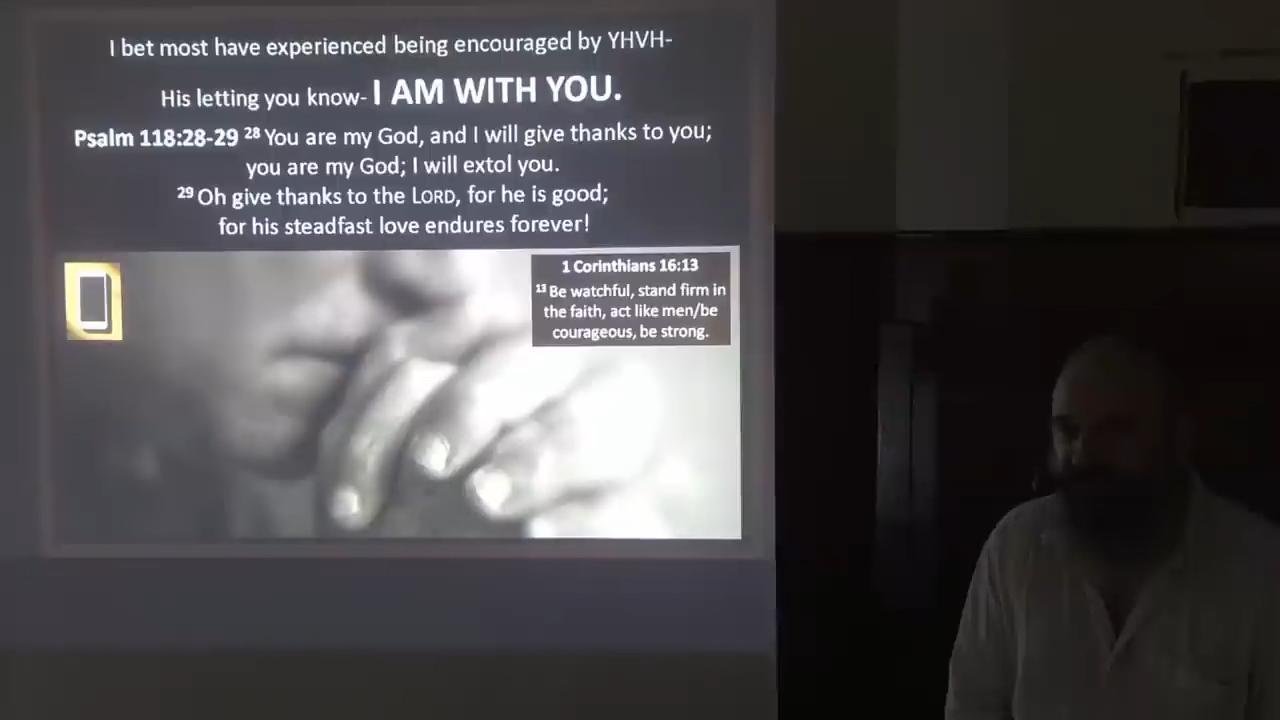 I bet most have experienced being encouraged by YHVH-
His letting you know- I AM WITH YOU.
Psalm 118:28-29 28 You are my God, and I will give thanks to you;
you are my God; I will extol you.
29 Oh give thanks to the LORD, for he is good;
for his steadfast love endures forever!
1 Corinthians 16:13
13 Be watchful, stand firm in
the faith, act like men/be
courageous, be strong.